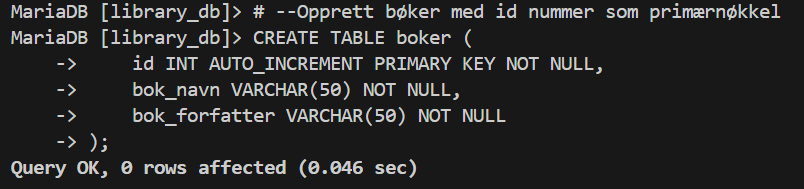 MariaDB [library_db]> # --Opprett bøker med id nummer som primærnøkkel
MariaDB [library_db]> CREATE TABLE boker (
    ->     id INT AUTO_INCREMENT PRIMARY KEY NOT NULL,
    ->     bok_navn VARCHAR(50) NOT NULL,
    ->     bok_forfatter VARCHAR(50) NOT NULL
    -> );
Query OK, 0 rows affected (0.046 sec)